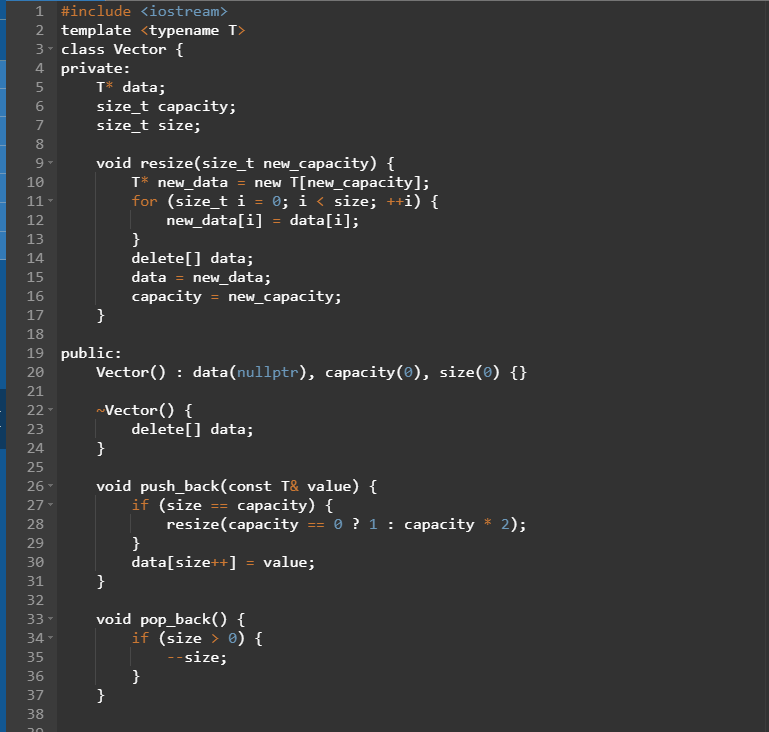 1 #include <iostream>
2 template <typename T>
3 class Vector {
4 private:
5     T* data;
6     size_t capacity;
7     size_t size;
8
9     void resize(size_t new_capacity) {
10         T* new_data = new T[new_capacity];
11         for (size_t i = 0; i < size; ++i) {
12             new_data[i] = data[i];
13         }
14         delete[] data;
15         data = new_data;
16         capacity = new_capacity;
17     }
18
19 public:
20     Vector() : data(nullptr), capacity(0), size(0) {}
21
22     ~Vector() {
23         delete[] data;
24     }
25
26     void push_back(const T& value) {
27         if (size == capacity) {
28             resize(capacity == 0 ? 1 : capacity * 2);
29         }
30         data[size++] = value;
31     }
32
33     void pop_back() {
34         if (size > 0) {
35             --size;
36         }
37     }
38